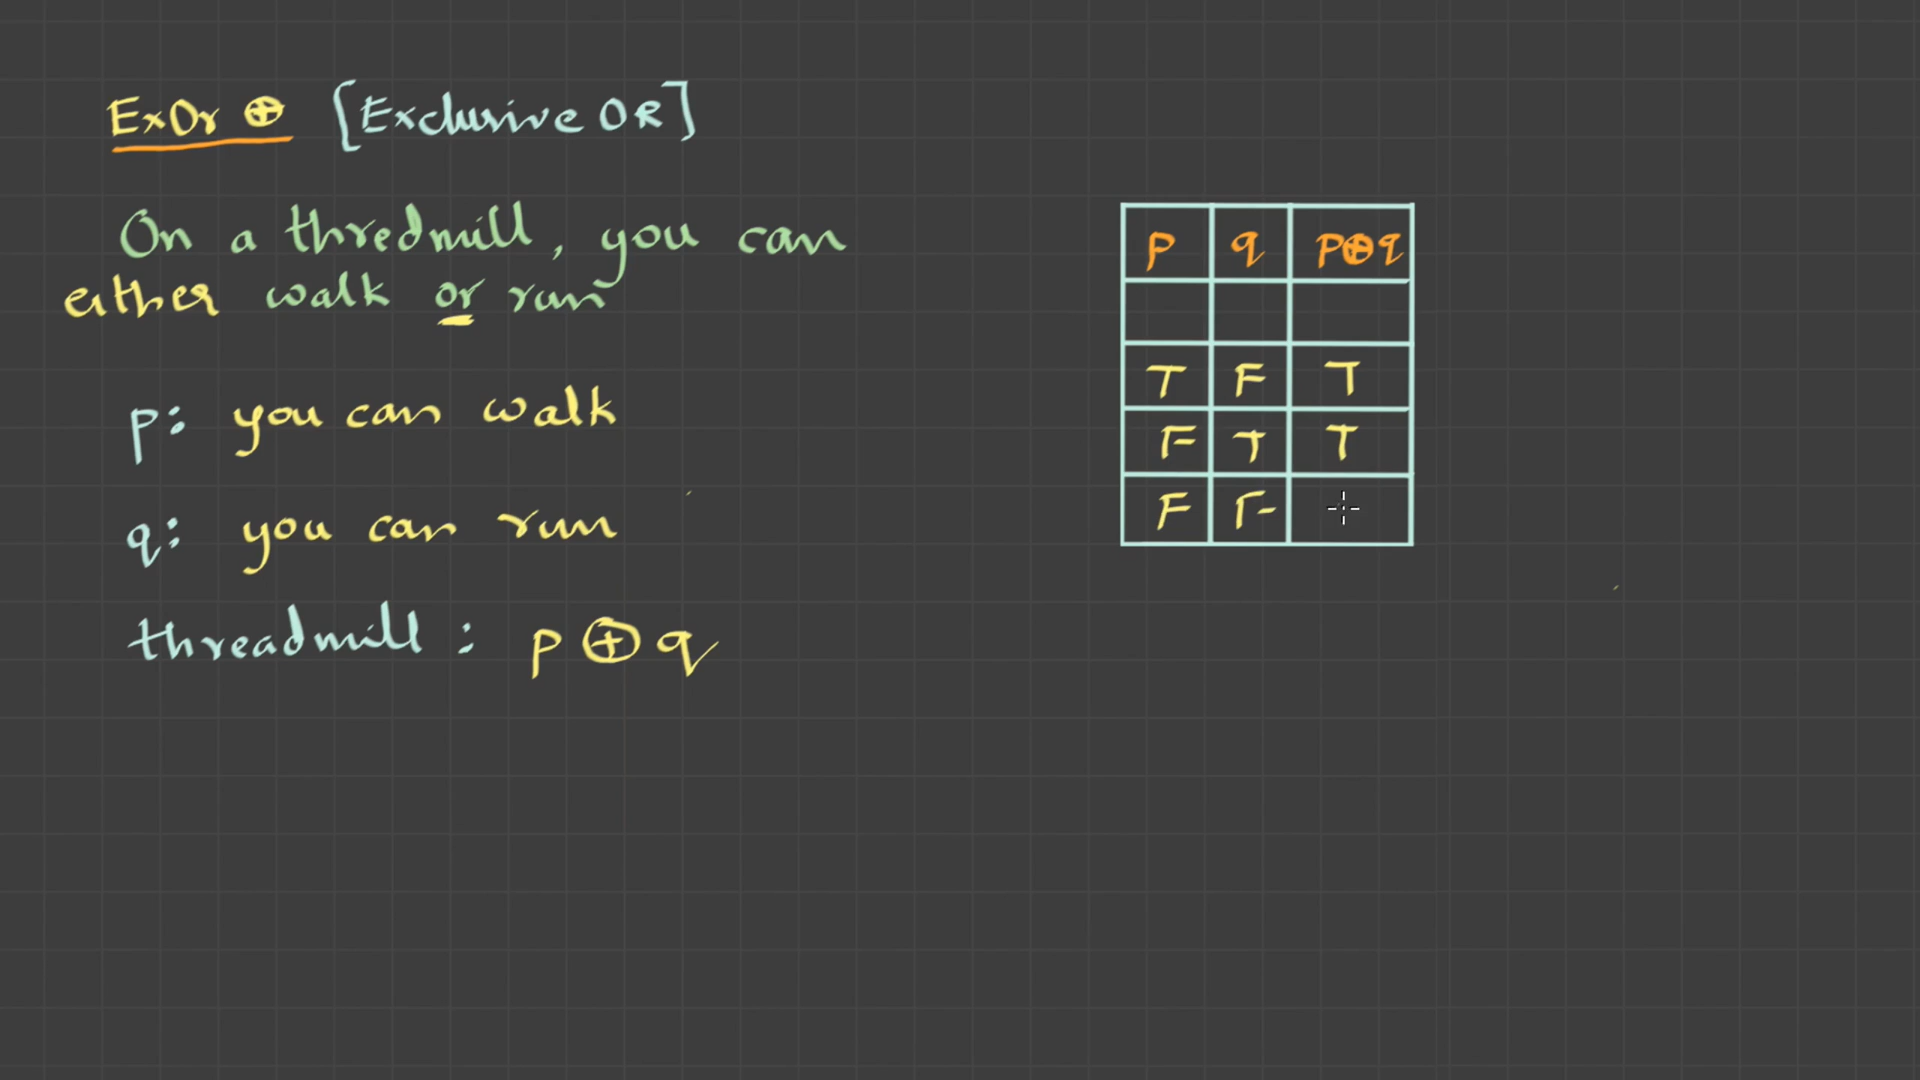 ExOr ⊕ [Exclusive OR]
On a thredmill, you can
either walk or run
p: you can walk
q: you can run
threadmill : p ⊕ q
p q p⊕q
T F T
F T T
F F